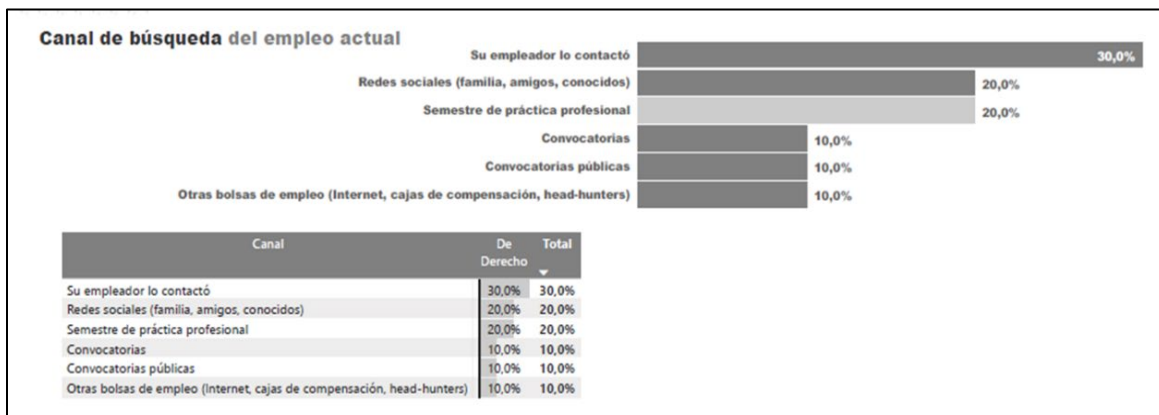 Canal de búsqueda del empleo actual
Su empleador lo contactó 30,0%
Redes sociales (familia, amigos, conocidos) 20,0%
Semestre de práctica profesional 20,0%
Convocatorias 10,0%
Convocatorias públicas 10,0%
Otras bolsas de empleo (Internet, cajas de compensación, head-hunters) 10,0%
Canal De Derecho Total
Su empleador lo contactó 30,0% 30,0%
Redes sociales (familia, amigos, conocidos) 20,0% 20,0%
Semestre de práctica profesional 20,0% 20,0%
Convocatorias 10,0% 10,0%
Convocatorias públicas 10,0% 10,0%
Otras bolsas de empleo (Internet, cajas de compensación, head-hunters) 10,0% 10,0%